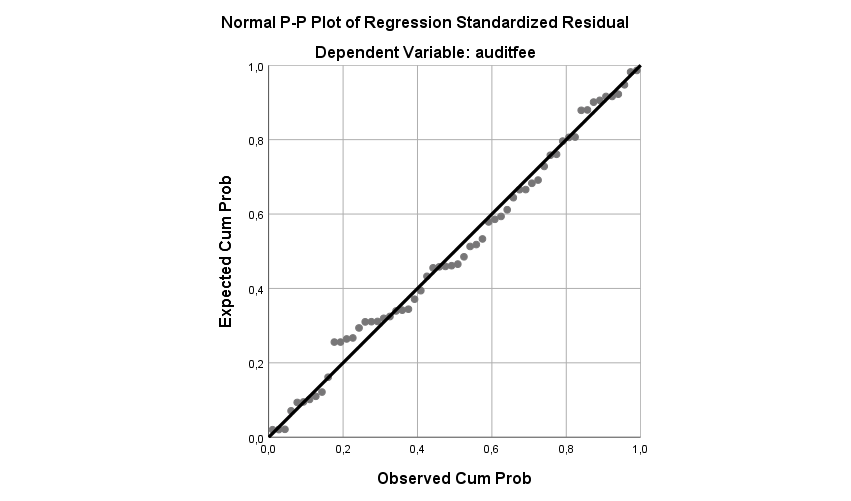 Normal P-P Plot of Regression Standardized Residual
Dependent Variable: auditfee
1,0
0,8
0,6
0,4
0,2
0,0
Expected Cum Prob
0,0 0,2 0,4 0,6 0,8 1,0
Observed Cum Prob